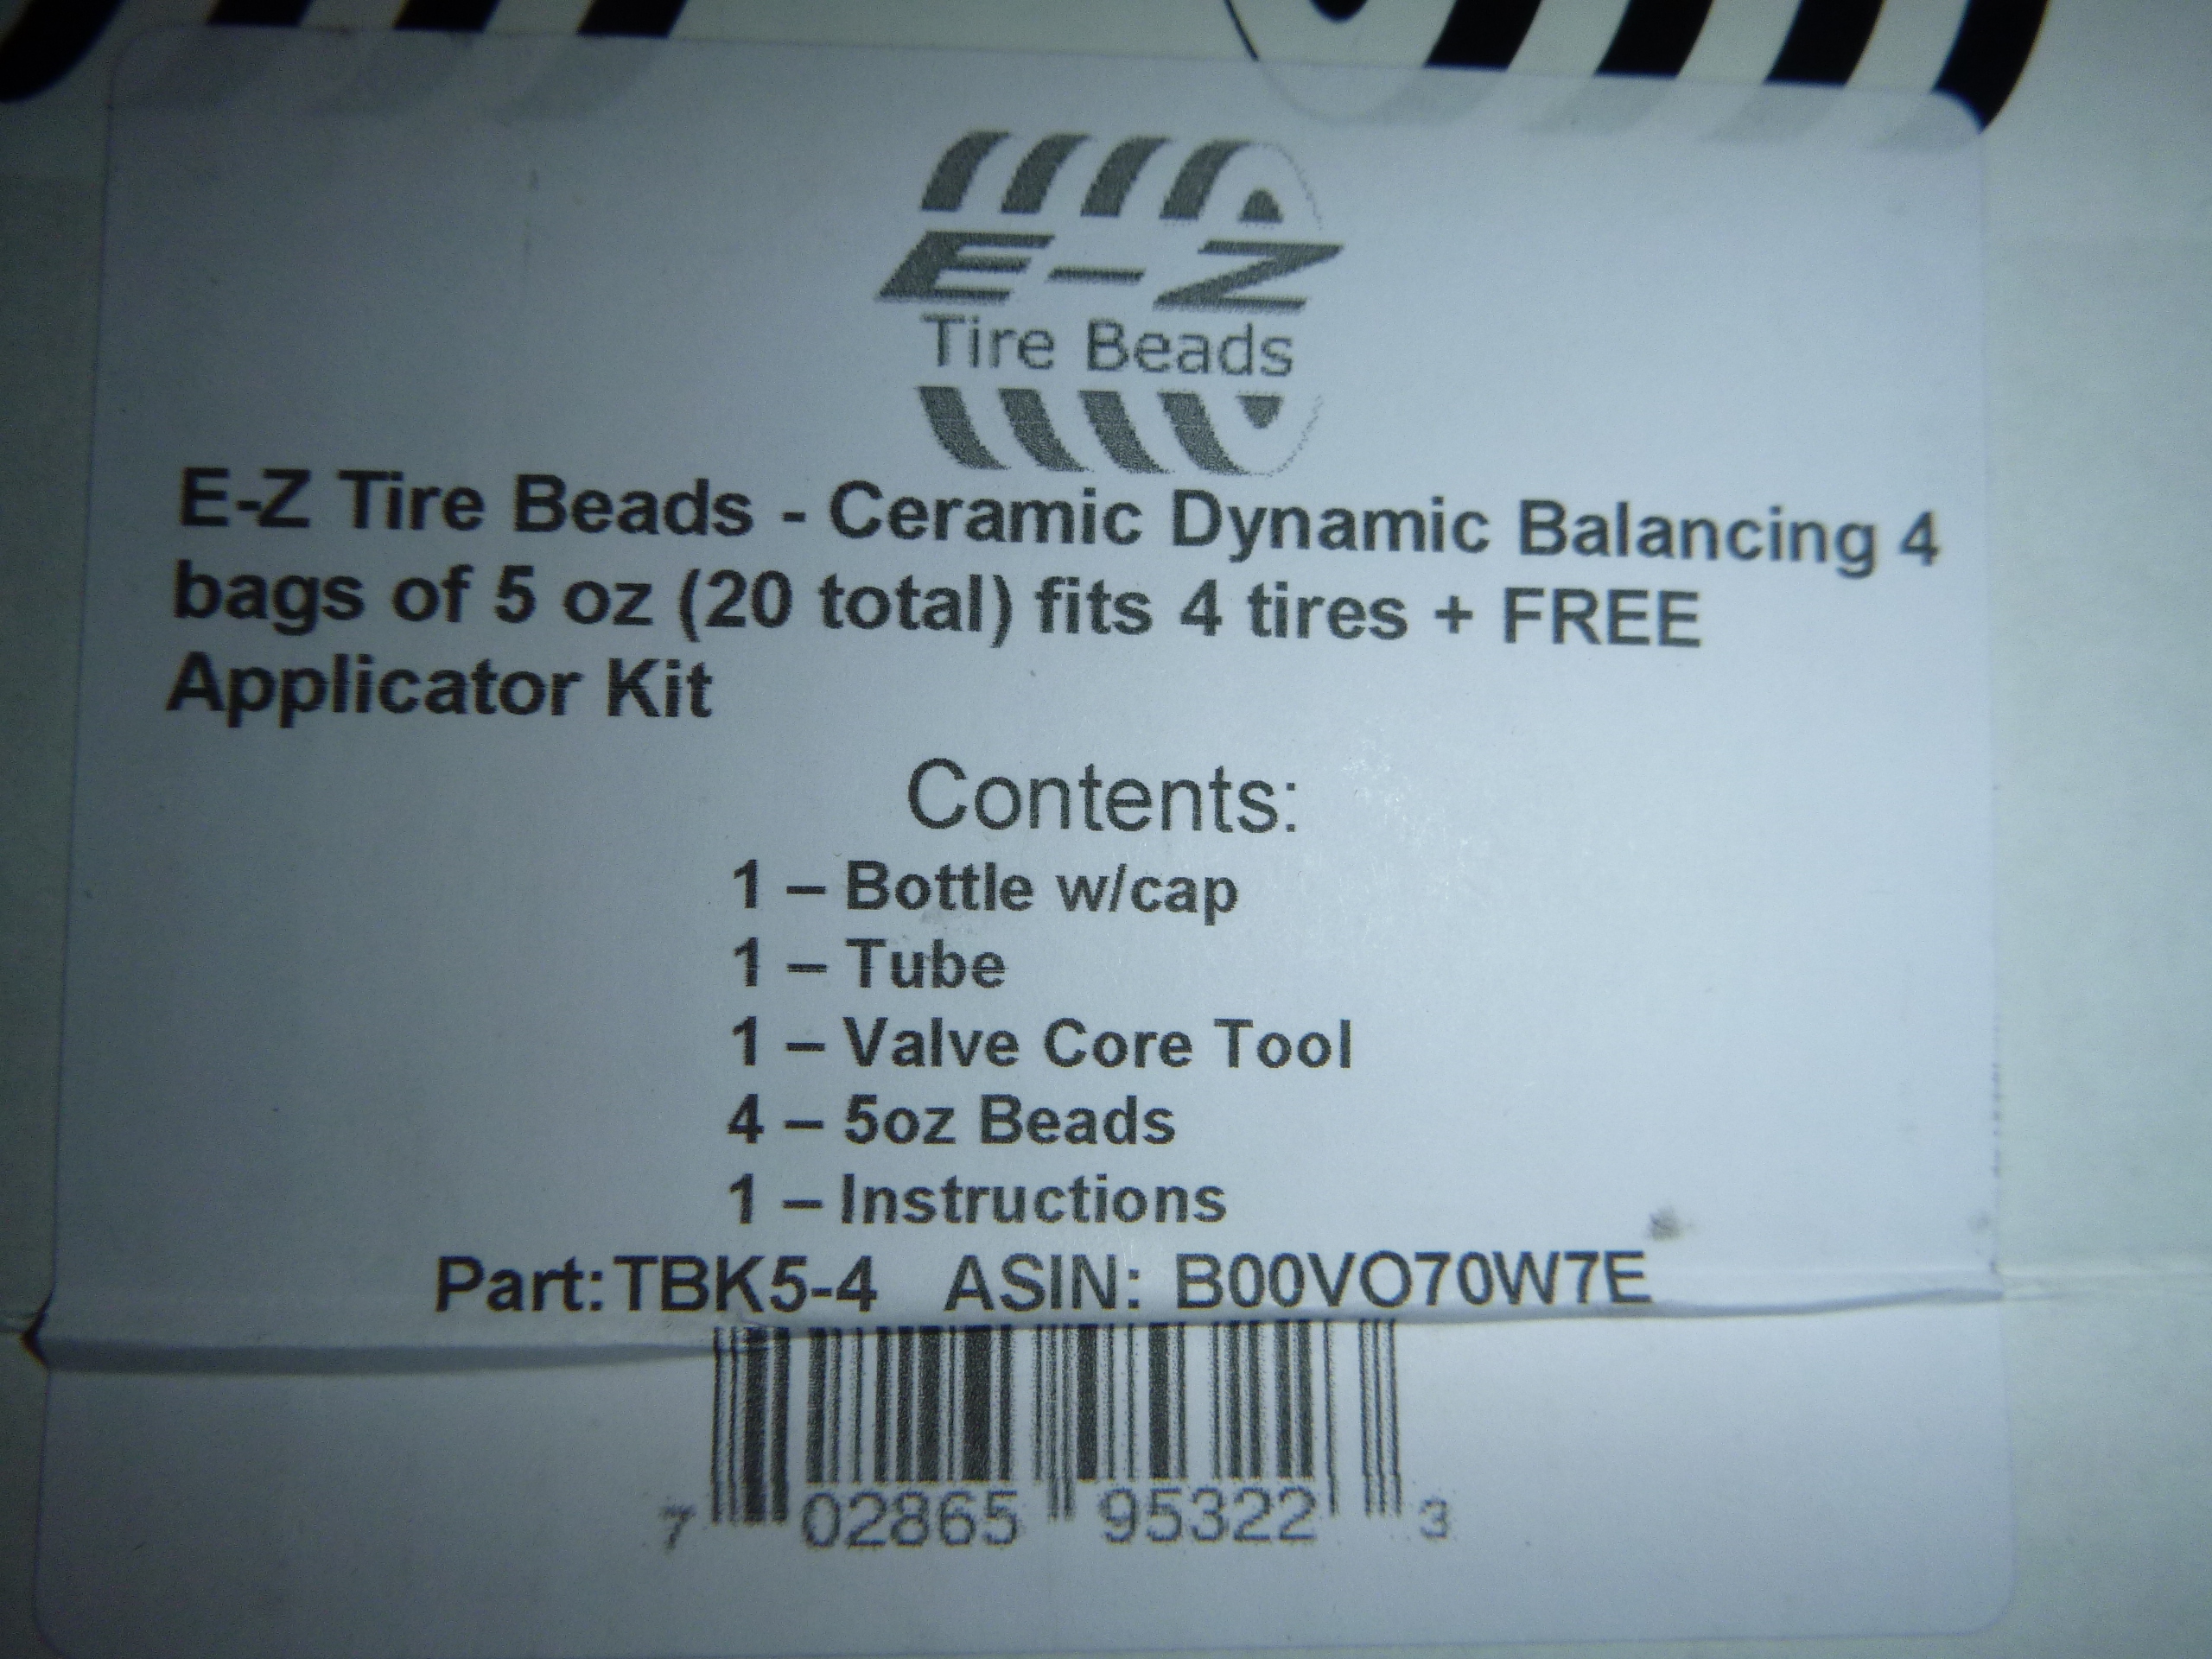 E-Z
Tire Beads
E-Z Tire Beads - Ceramic Dynamic Balancing 4
bags of 5 oz (20 total) fits 4 tires + FREE
Applicator Kit
Contents:
1 – Bottle w/cap
1 – Tube
1 – Valve Core Tool
4 – 5oz Beads
1 – Instructions
Part:TBK5-4 ASIN: B00VO70W7E
7 02865 95322 3